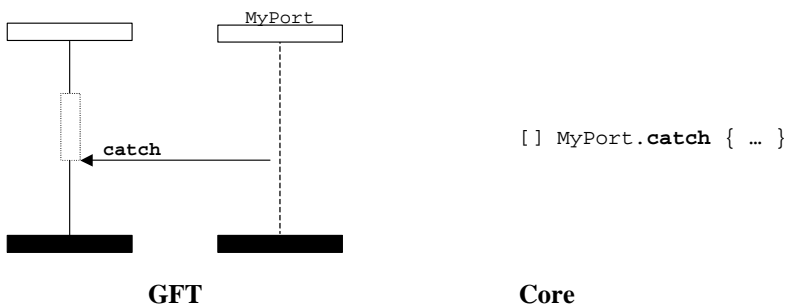 MyPort
[] MyPort.catch { … }
catch
GFT
Core